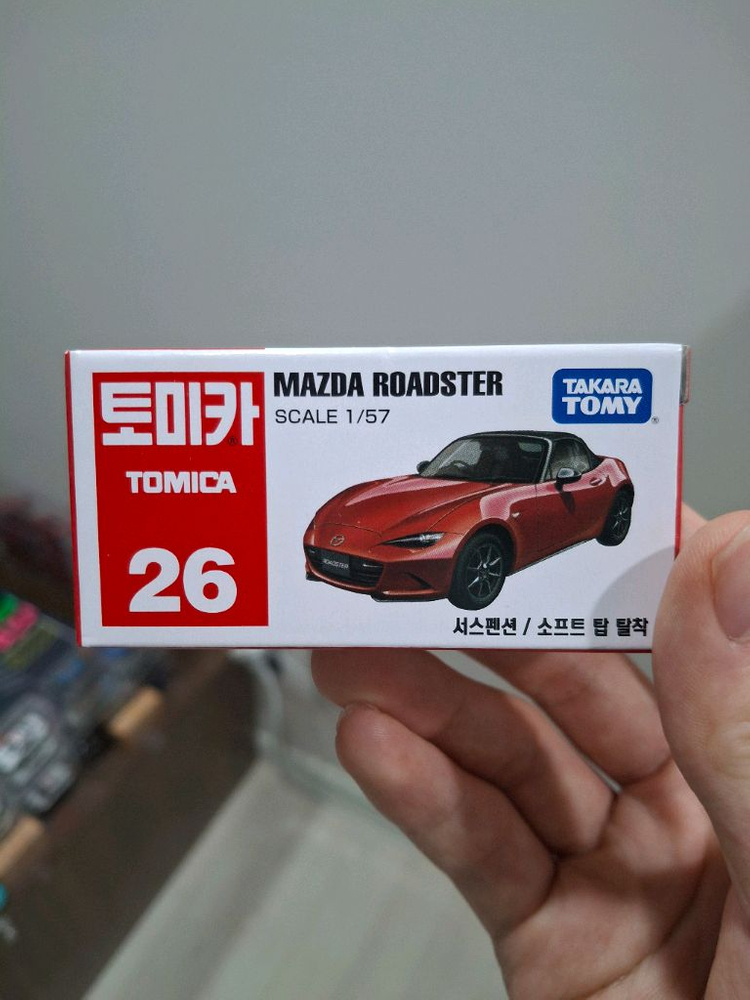 토미카
TOMICA
26
MAZDA ROADSTER
SCALE 1/57
TAKARA
TOMY
ROADSTER
서스펜션 / 소프트 탑 탈착